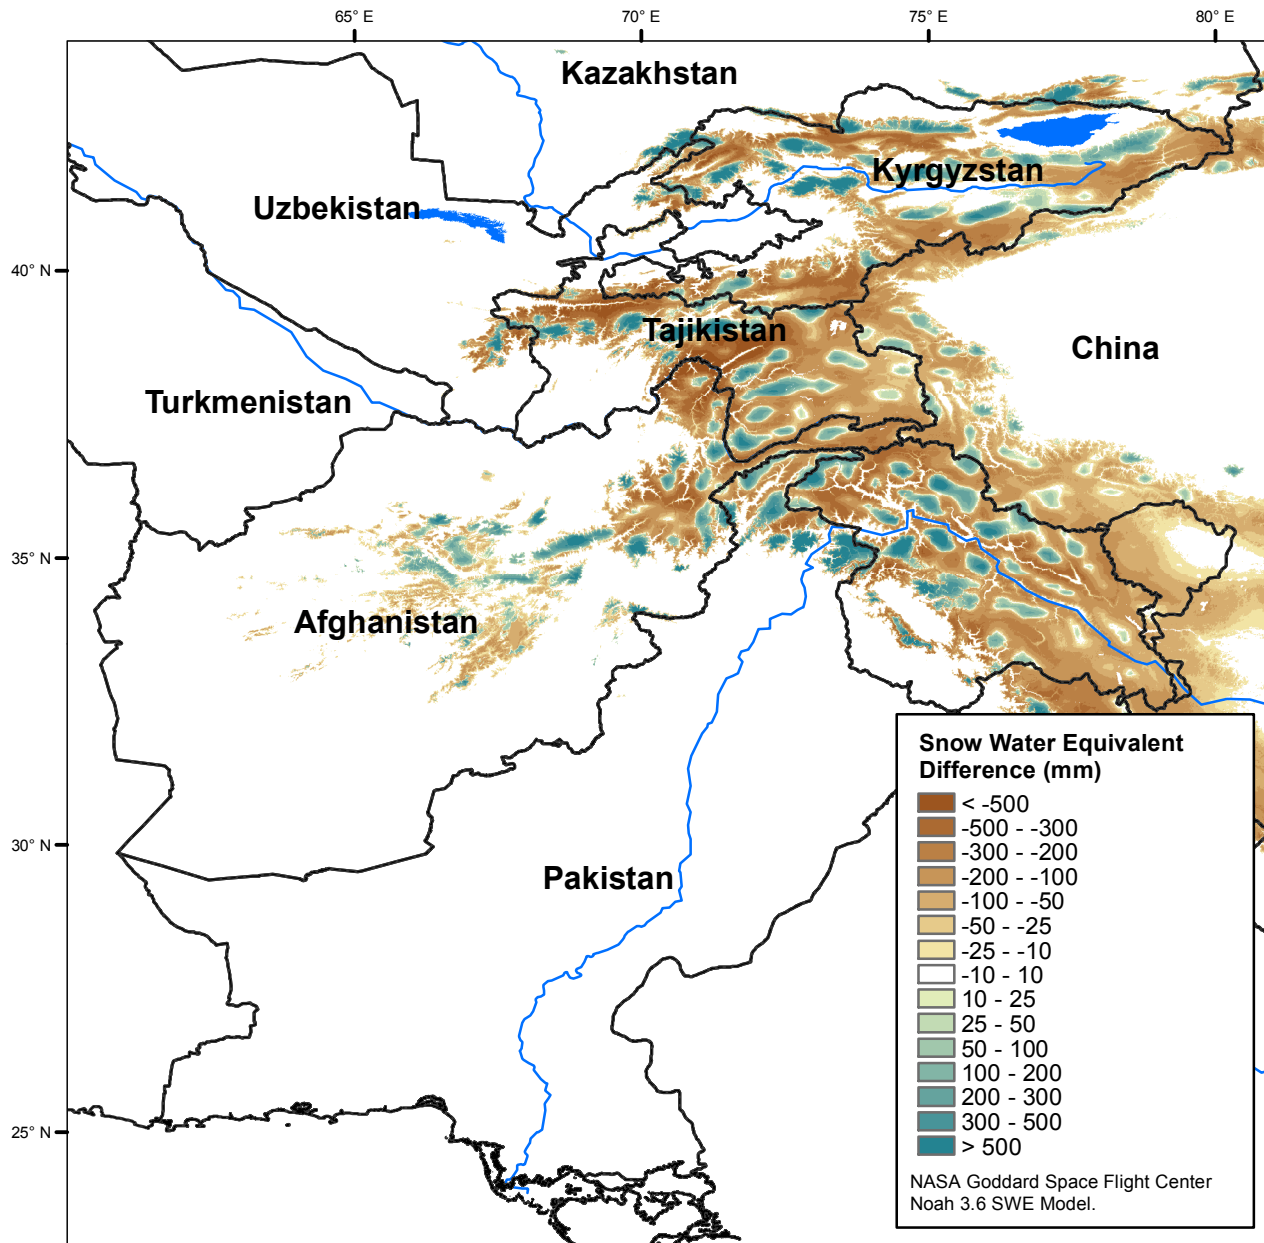 65° E
70° E
75° E
80° E
Kazakhstan
Kyrgyzstan
Uzbekistan
40° N
Tajikistan
China
Turkmenistan
35° N
Afghanistan
Snow Water Equivalent
Difference (mm)
< -500
-500 - -300
-300 - -200
-200 - -100
-100 - -50
-50 - -25
-25 - -10
-10 - 10
10 - 25
25 - 50
50 - 100
100 - 200
200 - 300
300 - 500
> 500
NASA Goddard Space Flight Center
Noah 3.6 SWE Model.
30° N
Pakistan
25° N